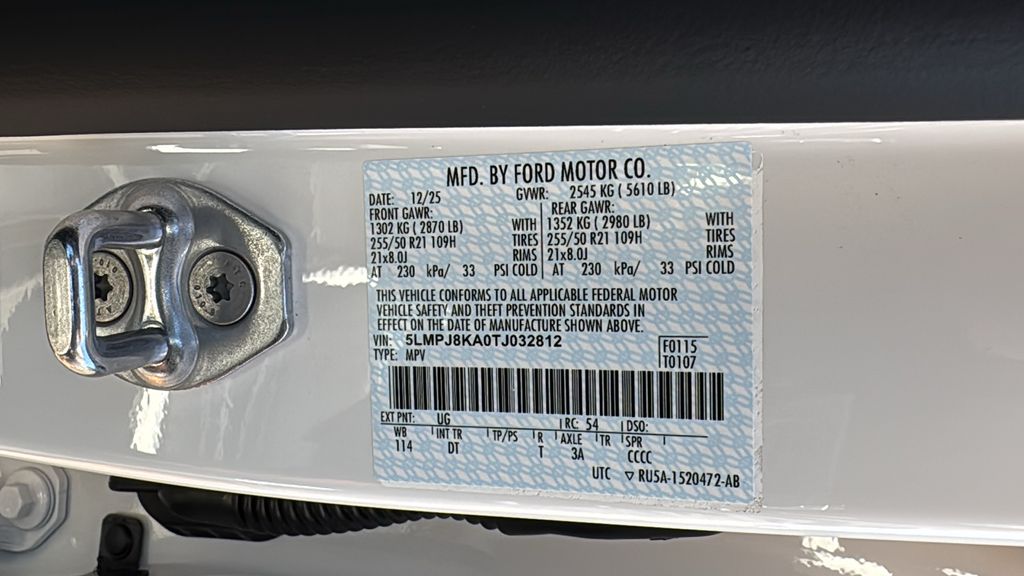 MFD. BY FORD MOTOR CO.
DATE: 12/25 GVWR: 2545 KG ( 5610 LB)
FRONT GAWR: REAR GAWR:
1302 KG ( 2870 LB) WITH 1352 KG ( 2980 LB) WITH
255/50 R21 109H TIRES 255/50 R21 109H TIRES
21x8.0J RIMS 21x8.0J RIMS
AT 230 kPa/ 33 PSI COLD AT 230 kPa/ 33 PSI COLD
THIS VEHICLE CONFORMS TO ALL APPLICABLE FEDERAL MOTOR
VEHICLE SAFETY AND THEFT PREVENTION STANDARDS IN
EFFECT ON THE DATE OF MANUFACTURE SHOWN ABOVE.
VIN: 5LMPJ8KA0TJ032812 F0115
TYPE: MPV T0107
EXT PNT: UG RC: 54 DSO:
WB INT TR TP/PS R AXLE TR SPR
114 DT T 3A CCCC
UTC ▽ RU5A-1520472-AB